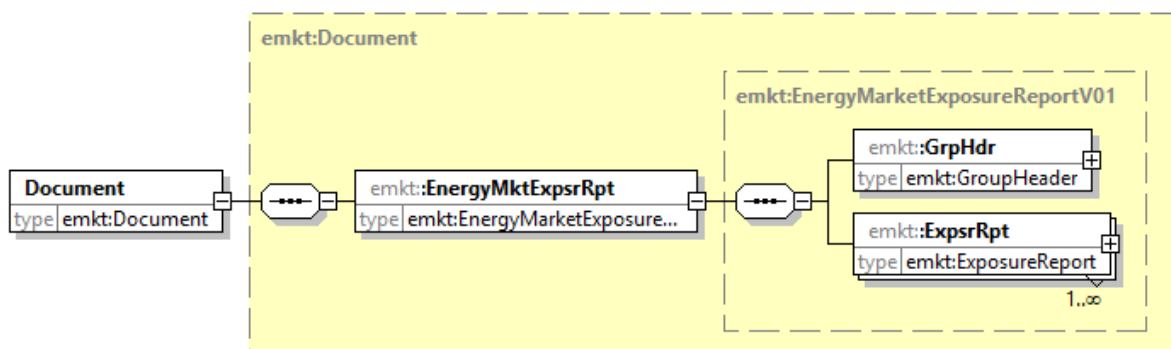 emkt:Document
emkt:EnergyMarketExposureReportV01
emkt::GrpHdr
type emkt:GroupHeader
Document
type emkt:Document
emkt::EnergyMktExpsrRpt
type emkt:EnergyMarketExposure...
emkt::ExpsrRpt
type emkt:ExposureReport
1..∞